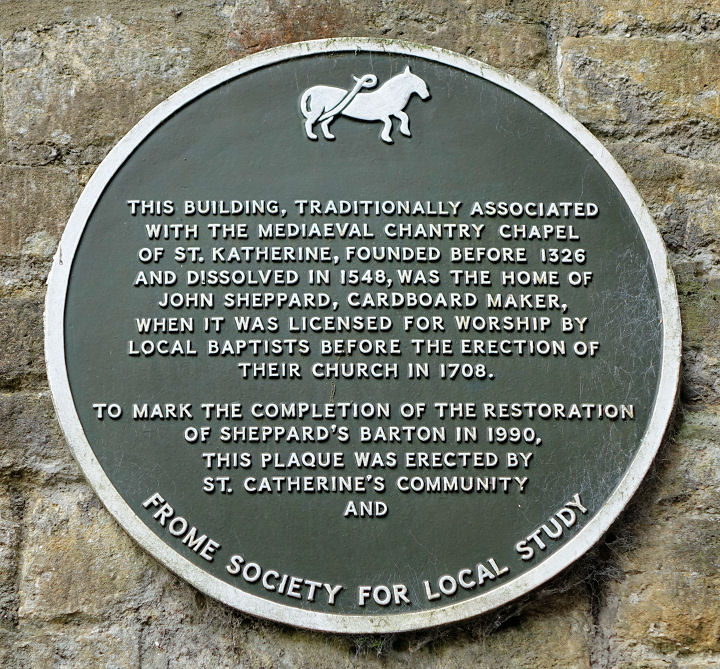 THIS BUILDING, TRADITIONALLY ASSOCIATED
WITH THE MEDIAEVAL CHANTRY CHAPEL
OF ST. KATHERINE, FOUNDED BEFORE 1326
AND DISSOLVED IN 1548, WAS THE HOME OF
JOHN SHEPPARD, CARDBOARD MAKER,
WHEN IT WAS LICENSED FOR WORSHIP BY
LOCAL BAPTISTS BEFORE THE ERECTION OF
THEIR CHURCH IN 1708.
TO MARK THE COMPLETION OF THE RESTORATION
OF SHEPPARD'S BARTON IN 1990,
THIS PLAQUE WAS ERECTED BY
ST. CATHERINE'S COMMUNITY
AND
FROME SOCIETY FOR LOCAL STUDY